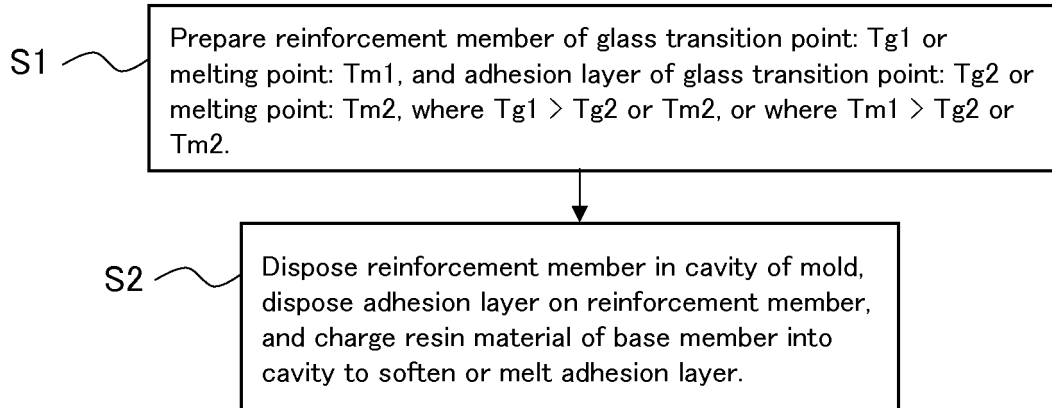 S1
Prepare reinforcement member of glass transition point: Tg1 or
melting point: Tm1, and adhesion layer of glass transition point: Tg2 or
melting point: Tm2, where Tg1 > Tg2 or Tm2, or where Tm1 > Tg2 or
Tm2.
S2
Dispose reinforcement member in cavity of mold,
dispose adhesion layer on reinforcement member,
and charge resin material of base member into
cavity to soften or melt adhesion layer.